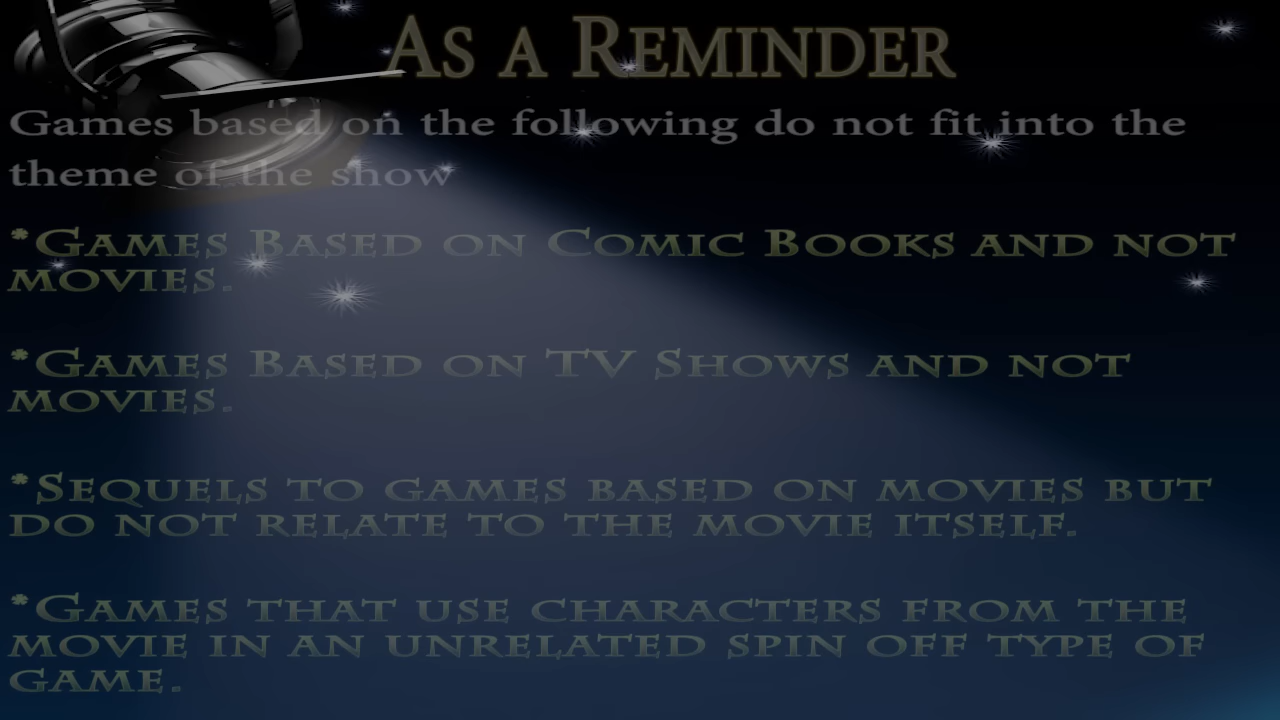 As a Reminder
Games based on the following do not fit into the
theme of the show
*Games Based on Comic Books and not
movies.
*Games Based on TV Shows and not
movies.
*Sequels to games based on movies but
do not relate to the movie itself.
*Games that use characters from the
movie in an unrelated spin off type of
game.